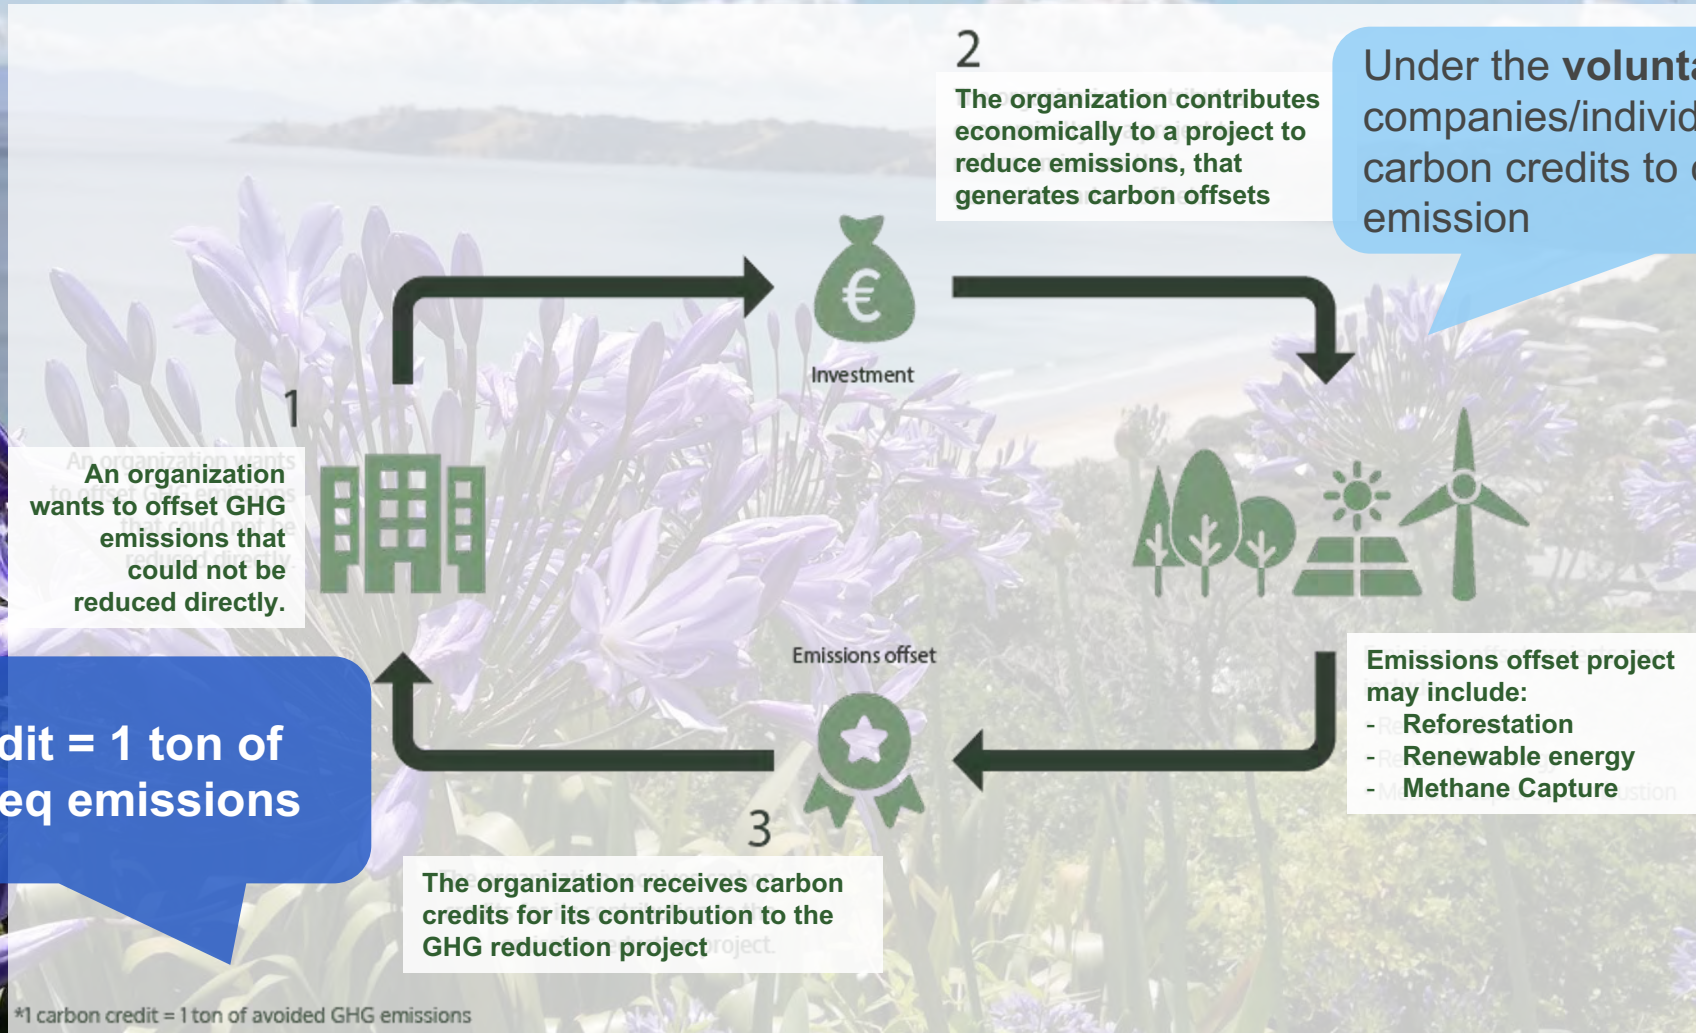 2
The organization contributes
economically to a project to
reduce emissions, that
generates carbon offsets
Under the volunta
companies/individ
carbon credits to
emission
€
Investment
1
An organization
wants to offset GHG
emissions that
could not be
reduced directly.
Emissions offset
Emissions offset project
may include:
- Reforestation
- Renewable energy
- Methane Capture
dit = 1 ton of
eq emissions
3
The organization receives carbon
credits for its contribution to the
GHG reduction project
*1 carbon credit = 1 ton of avoided GHG emissions